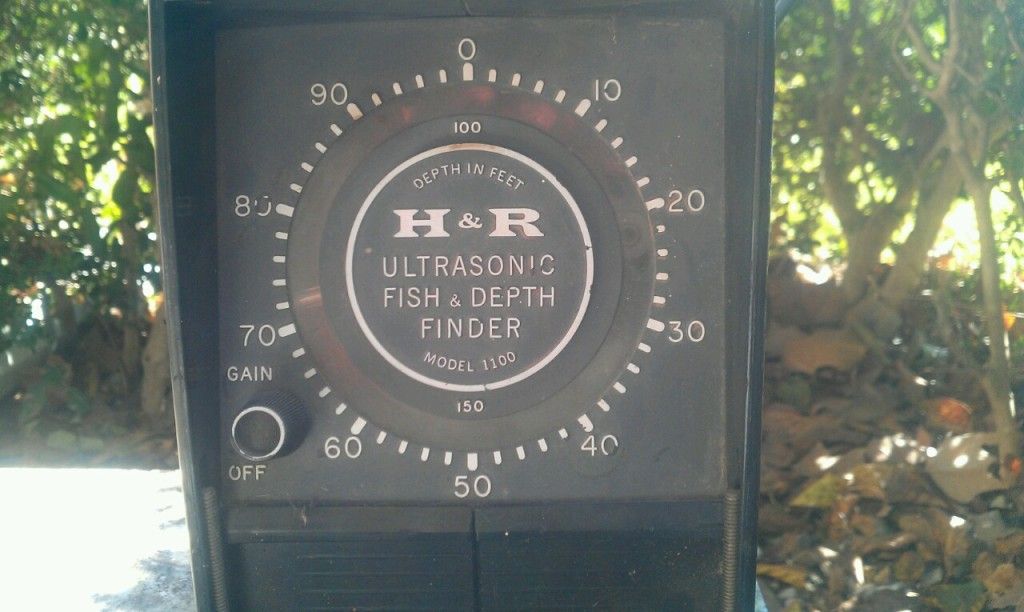 0
90
10
100
DEPTH IN FEET
80
20
H & R
ULTRASONIC
FISH & DEPTH
FINDER
70
30
MODEL 1100
GAIN
150
60
40
OFF
50